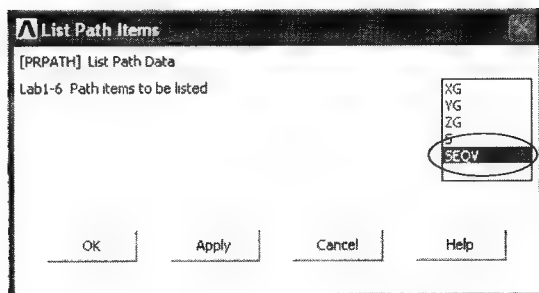 List Path Items
[PRPATH] List Path Data
Lab1-6 Path items to be listed
XG
YG
ZG
S
SEQV
OK
Apply
Cancel
Help